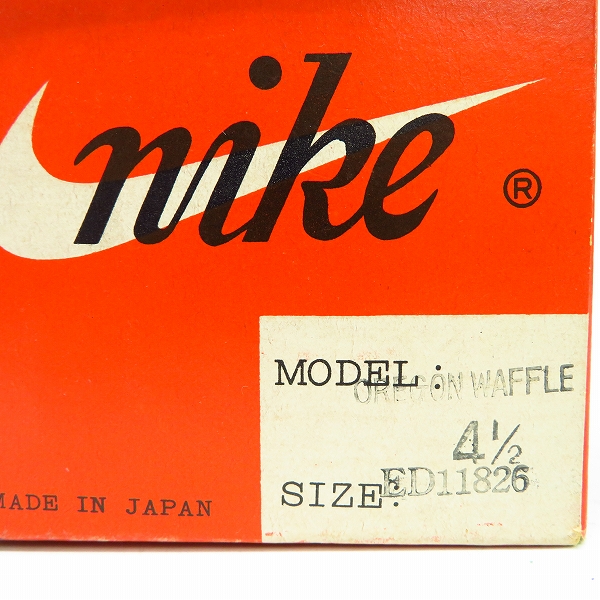 nike ®
MODEL: OREGON WAFFLE
4½
SIZE: ED11826
MADE IN JAPAN